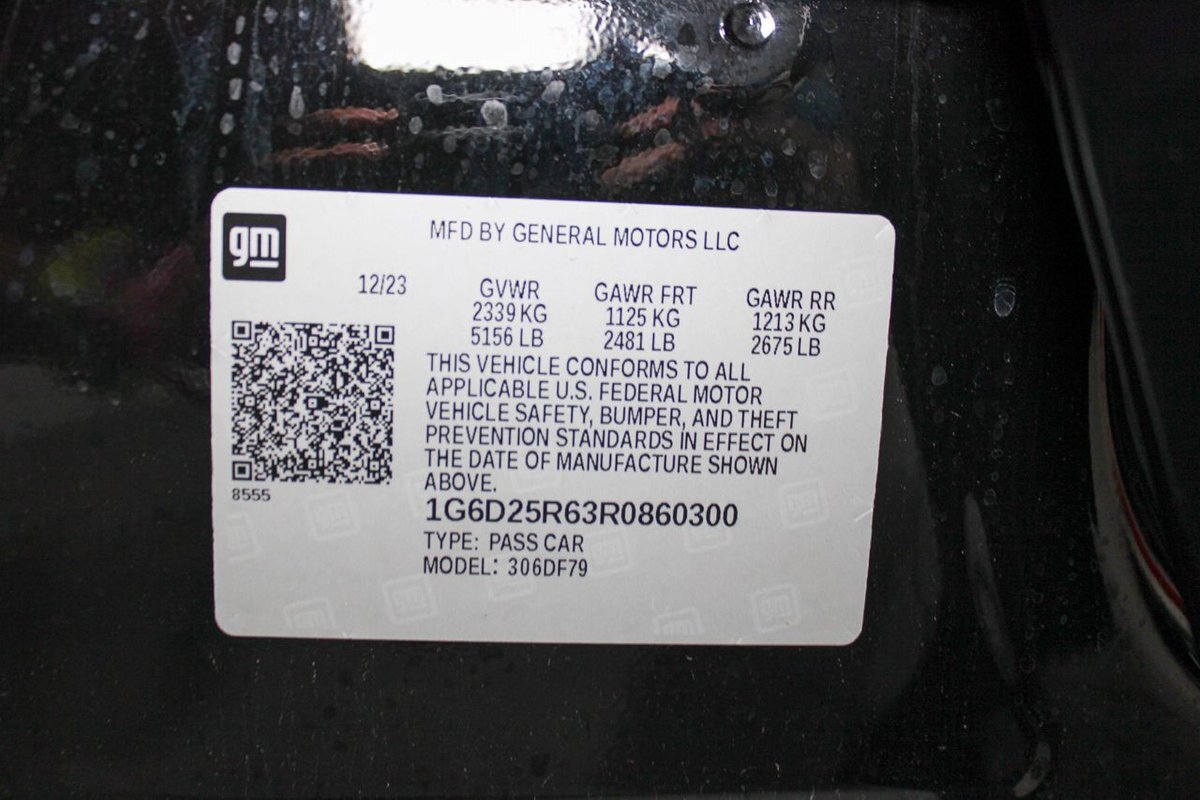 gm
MFD BY GENERAL MOTORS LLC
12/23
GVWR
2339 KG
5156 LB
GAWR FRT
1125 KG
2481 LB
GAWR RR
1213 KG
2675 LB
THIS VEHICLE CONFORMS TO ALL
APPLICABLE U.S. FEDERAL MOTOR
VEHICLE SAFETY, BUMPER, AND THEFT
PREVENTION STANDARDS IN EFFECT ON
THE DATE OF MANUFACTURE SHOWN
ABOVE.
8555
1G6D25R63R0860300
TYPE: PASS CAR
MODEL: 306DF79